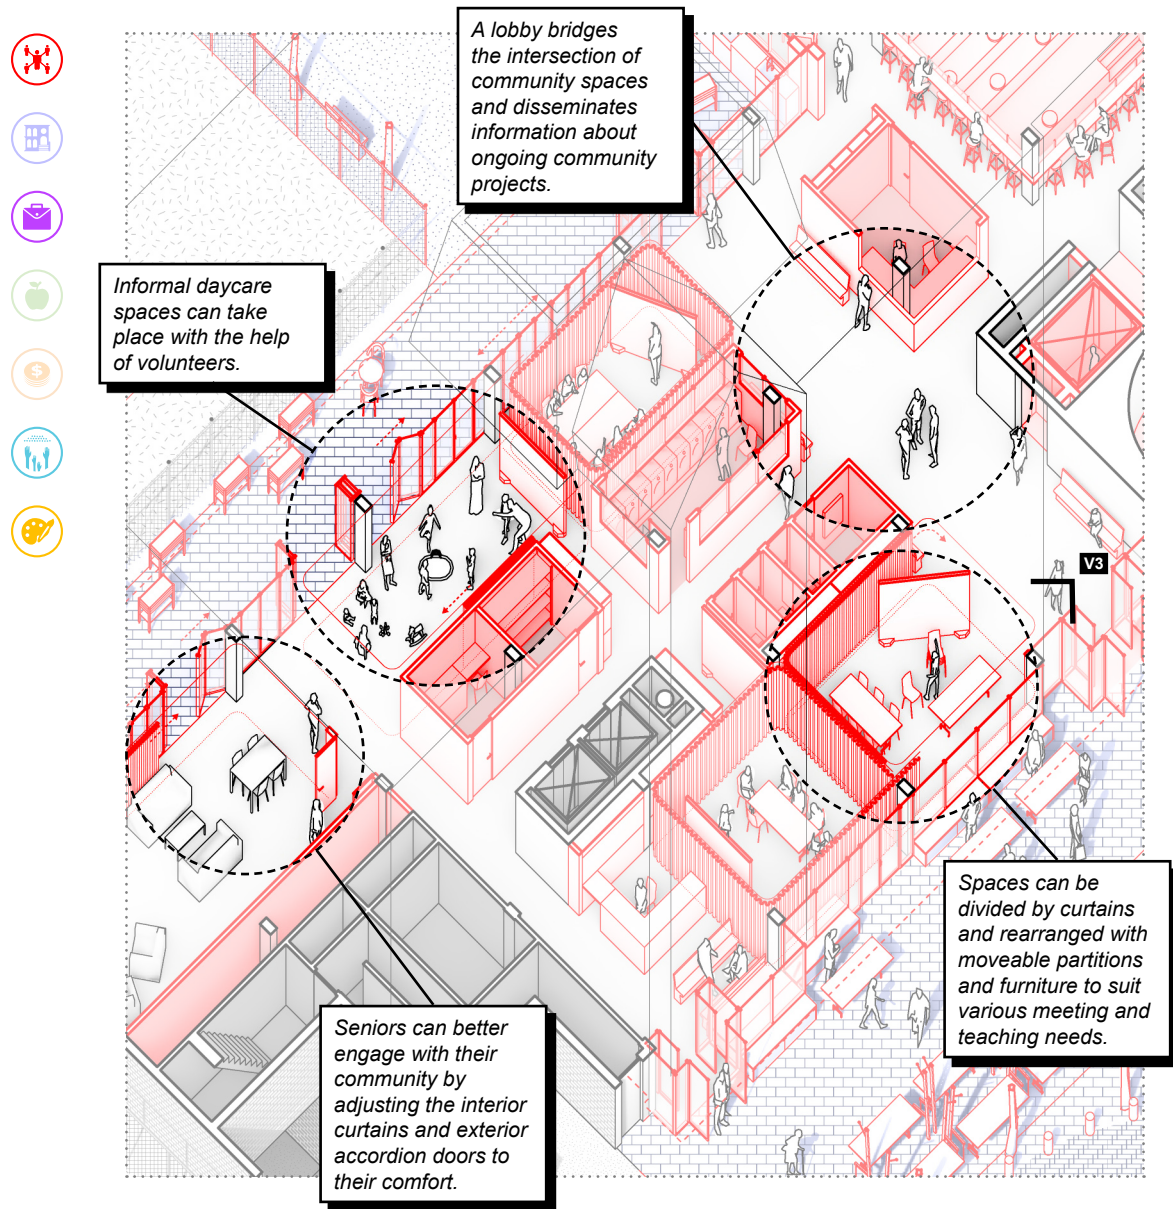 A lobby bridges
the intersection of
community spaces
and disseminates
information about
ongoing community
projects.
Informal daycare
spaces can take
place with the help
of volunteers.
$
V3
Spaces can be
divided by curtains
and rearranged with
moveable partitions
and furniture to suit
various meeting and
teaching needs.
Seniors can better
engage with their
community by
adjusting the interior
curtains and exterior
accordion doors to
their comfort.